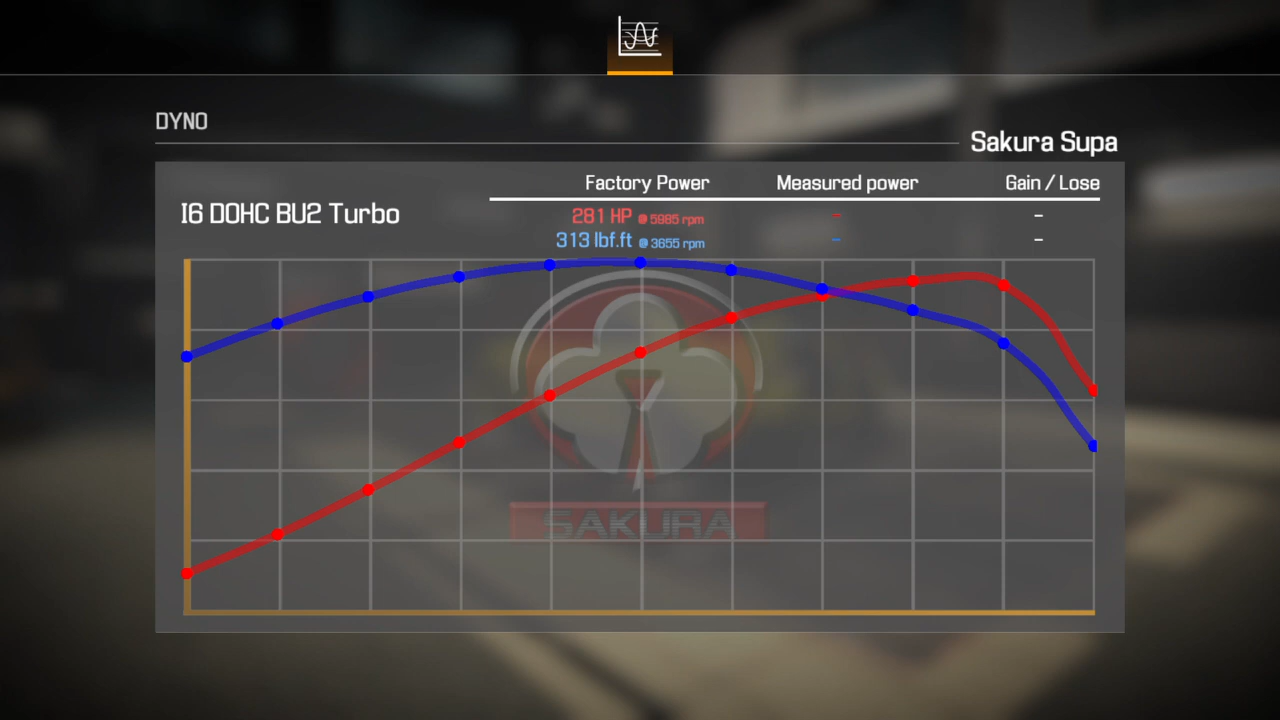 DYNO
Sakura Supa
Factory Power Measured power Gain / Lose
I6 DOHC BU2 Turbo
281 HP @ 5985 rpm - -
313 lbf.ft @ 3655 rpm - -
SAKURA